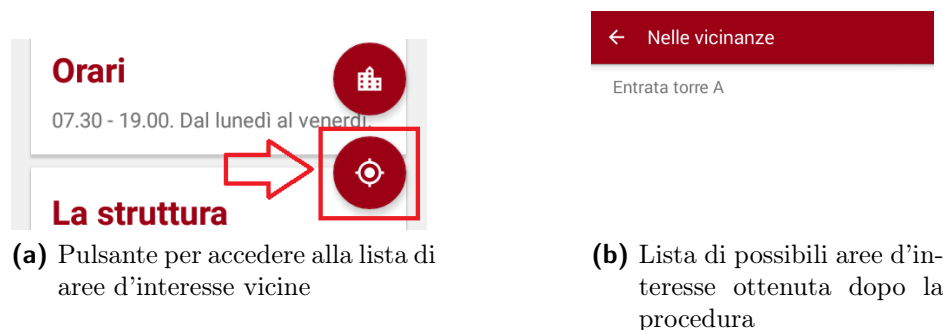 Orari
07.30 - 19.00. Dal lunedì al venerdì.
La struttura
(a) Pulsante per accedere alla lista di
aree d'interesse vicine
Nelle vicinanze
Entrata torre A
(b) Lista di possibili aree d'in-
teresse ottenuta dopo la
procedura